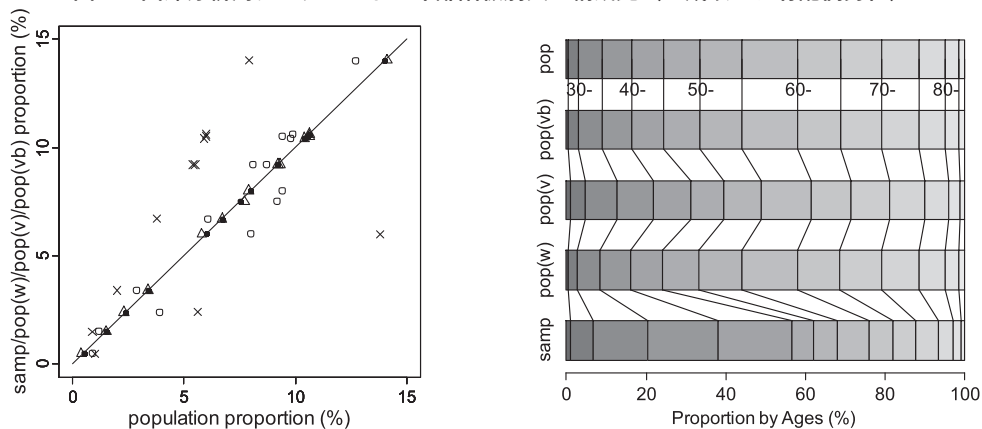 samp/pop(w)/pop(v)/pop(vb) proportion (%)
15
10
5
0
0 5 10 15
population proportion (%)
pop
30- 40- 50- 60- 70- 80-
pop(vb)
pop(v)
pop(w)
samp
0 20 40 60 80 100
Proportion by Ages (%)